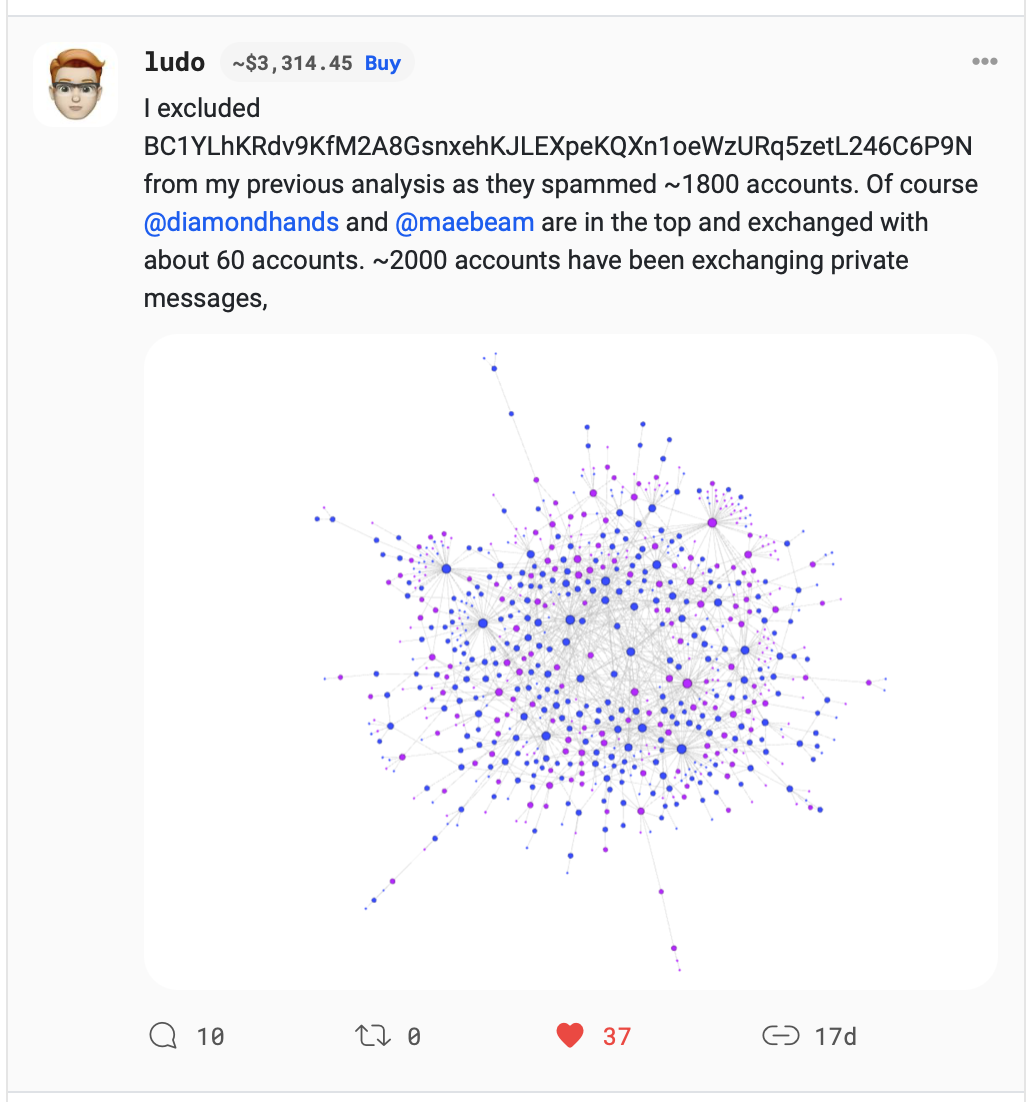 ludo ~$3,314.45 Buy
I excluded
BC1YLhKRdv9KfM2A8GsnxehKJLEXpeKQXn1oeWzURq5zetL246C6P9N
from my previous analysis as they spammed ~1800 accounts. Of course
@diamondhands and @maebeam are in the top and exchanged with
about 60 accounts. ~2000 accounts have been exchanging private
messages,
10 0 37 17d